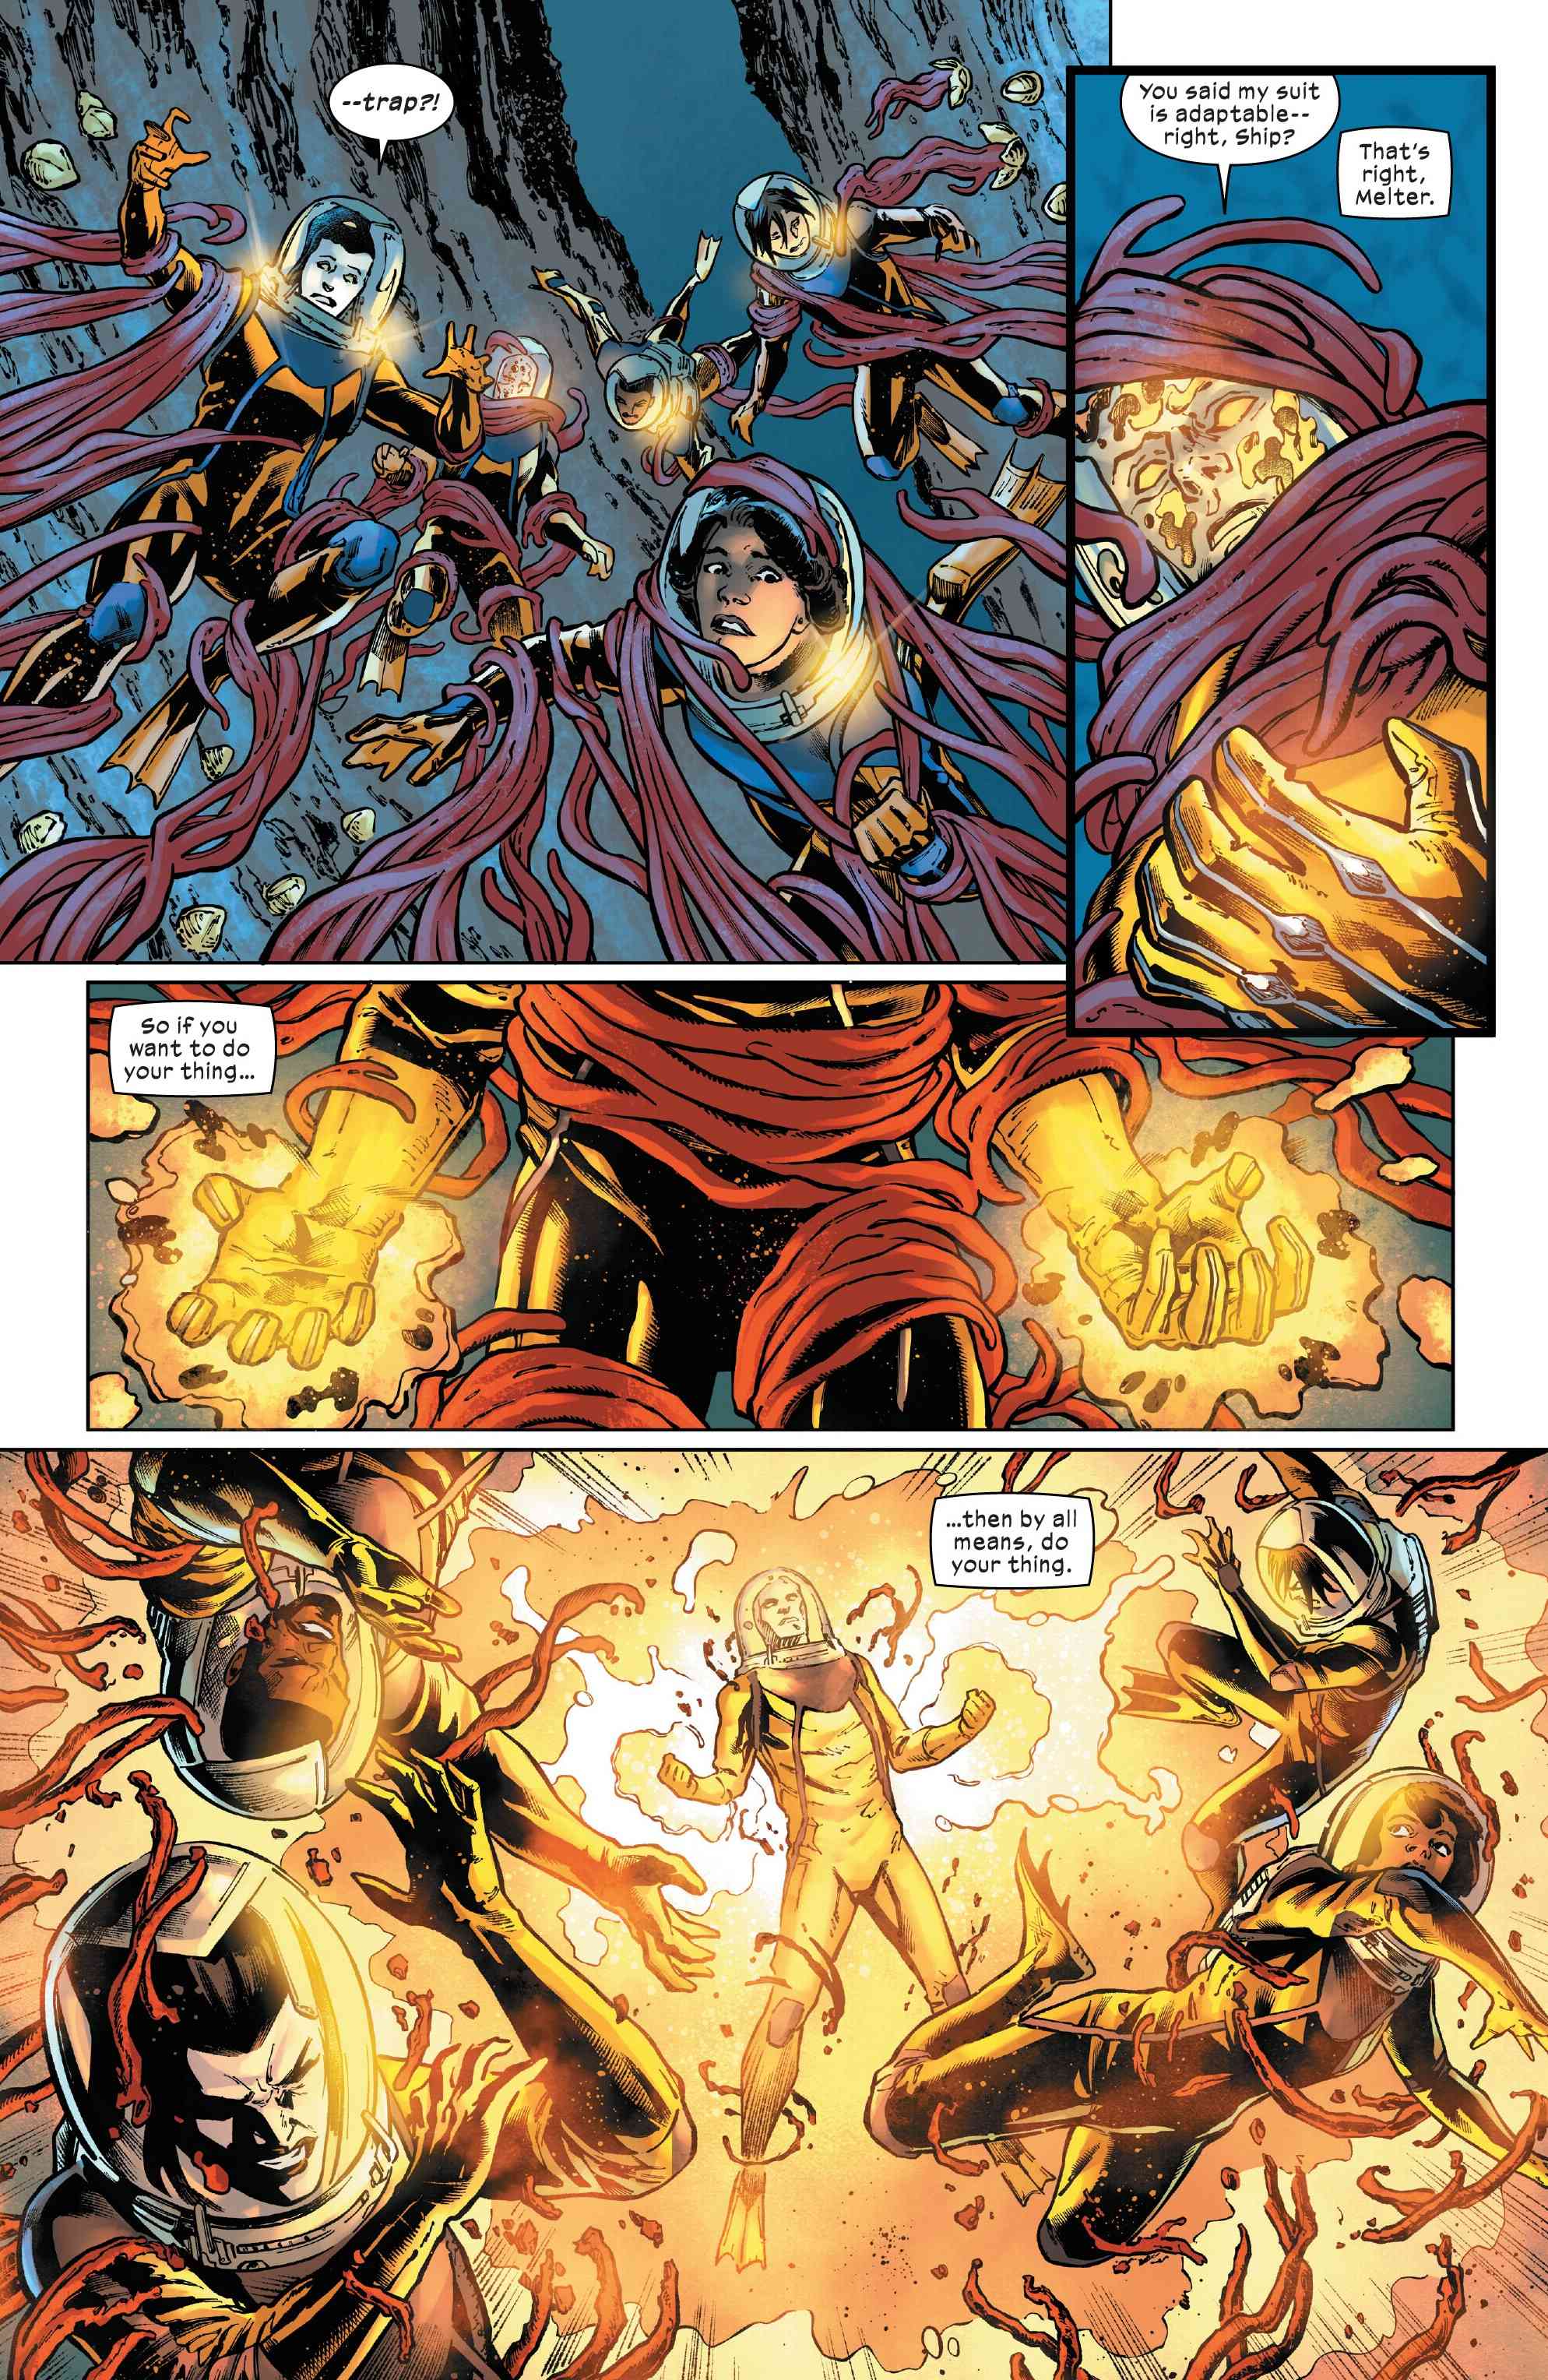 --trap?!
You said my suit
is adaptable--
right, Ship?
That's
right,
Melter.
So if you
want to do
your thing...
...then by all
means, do
your thing.